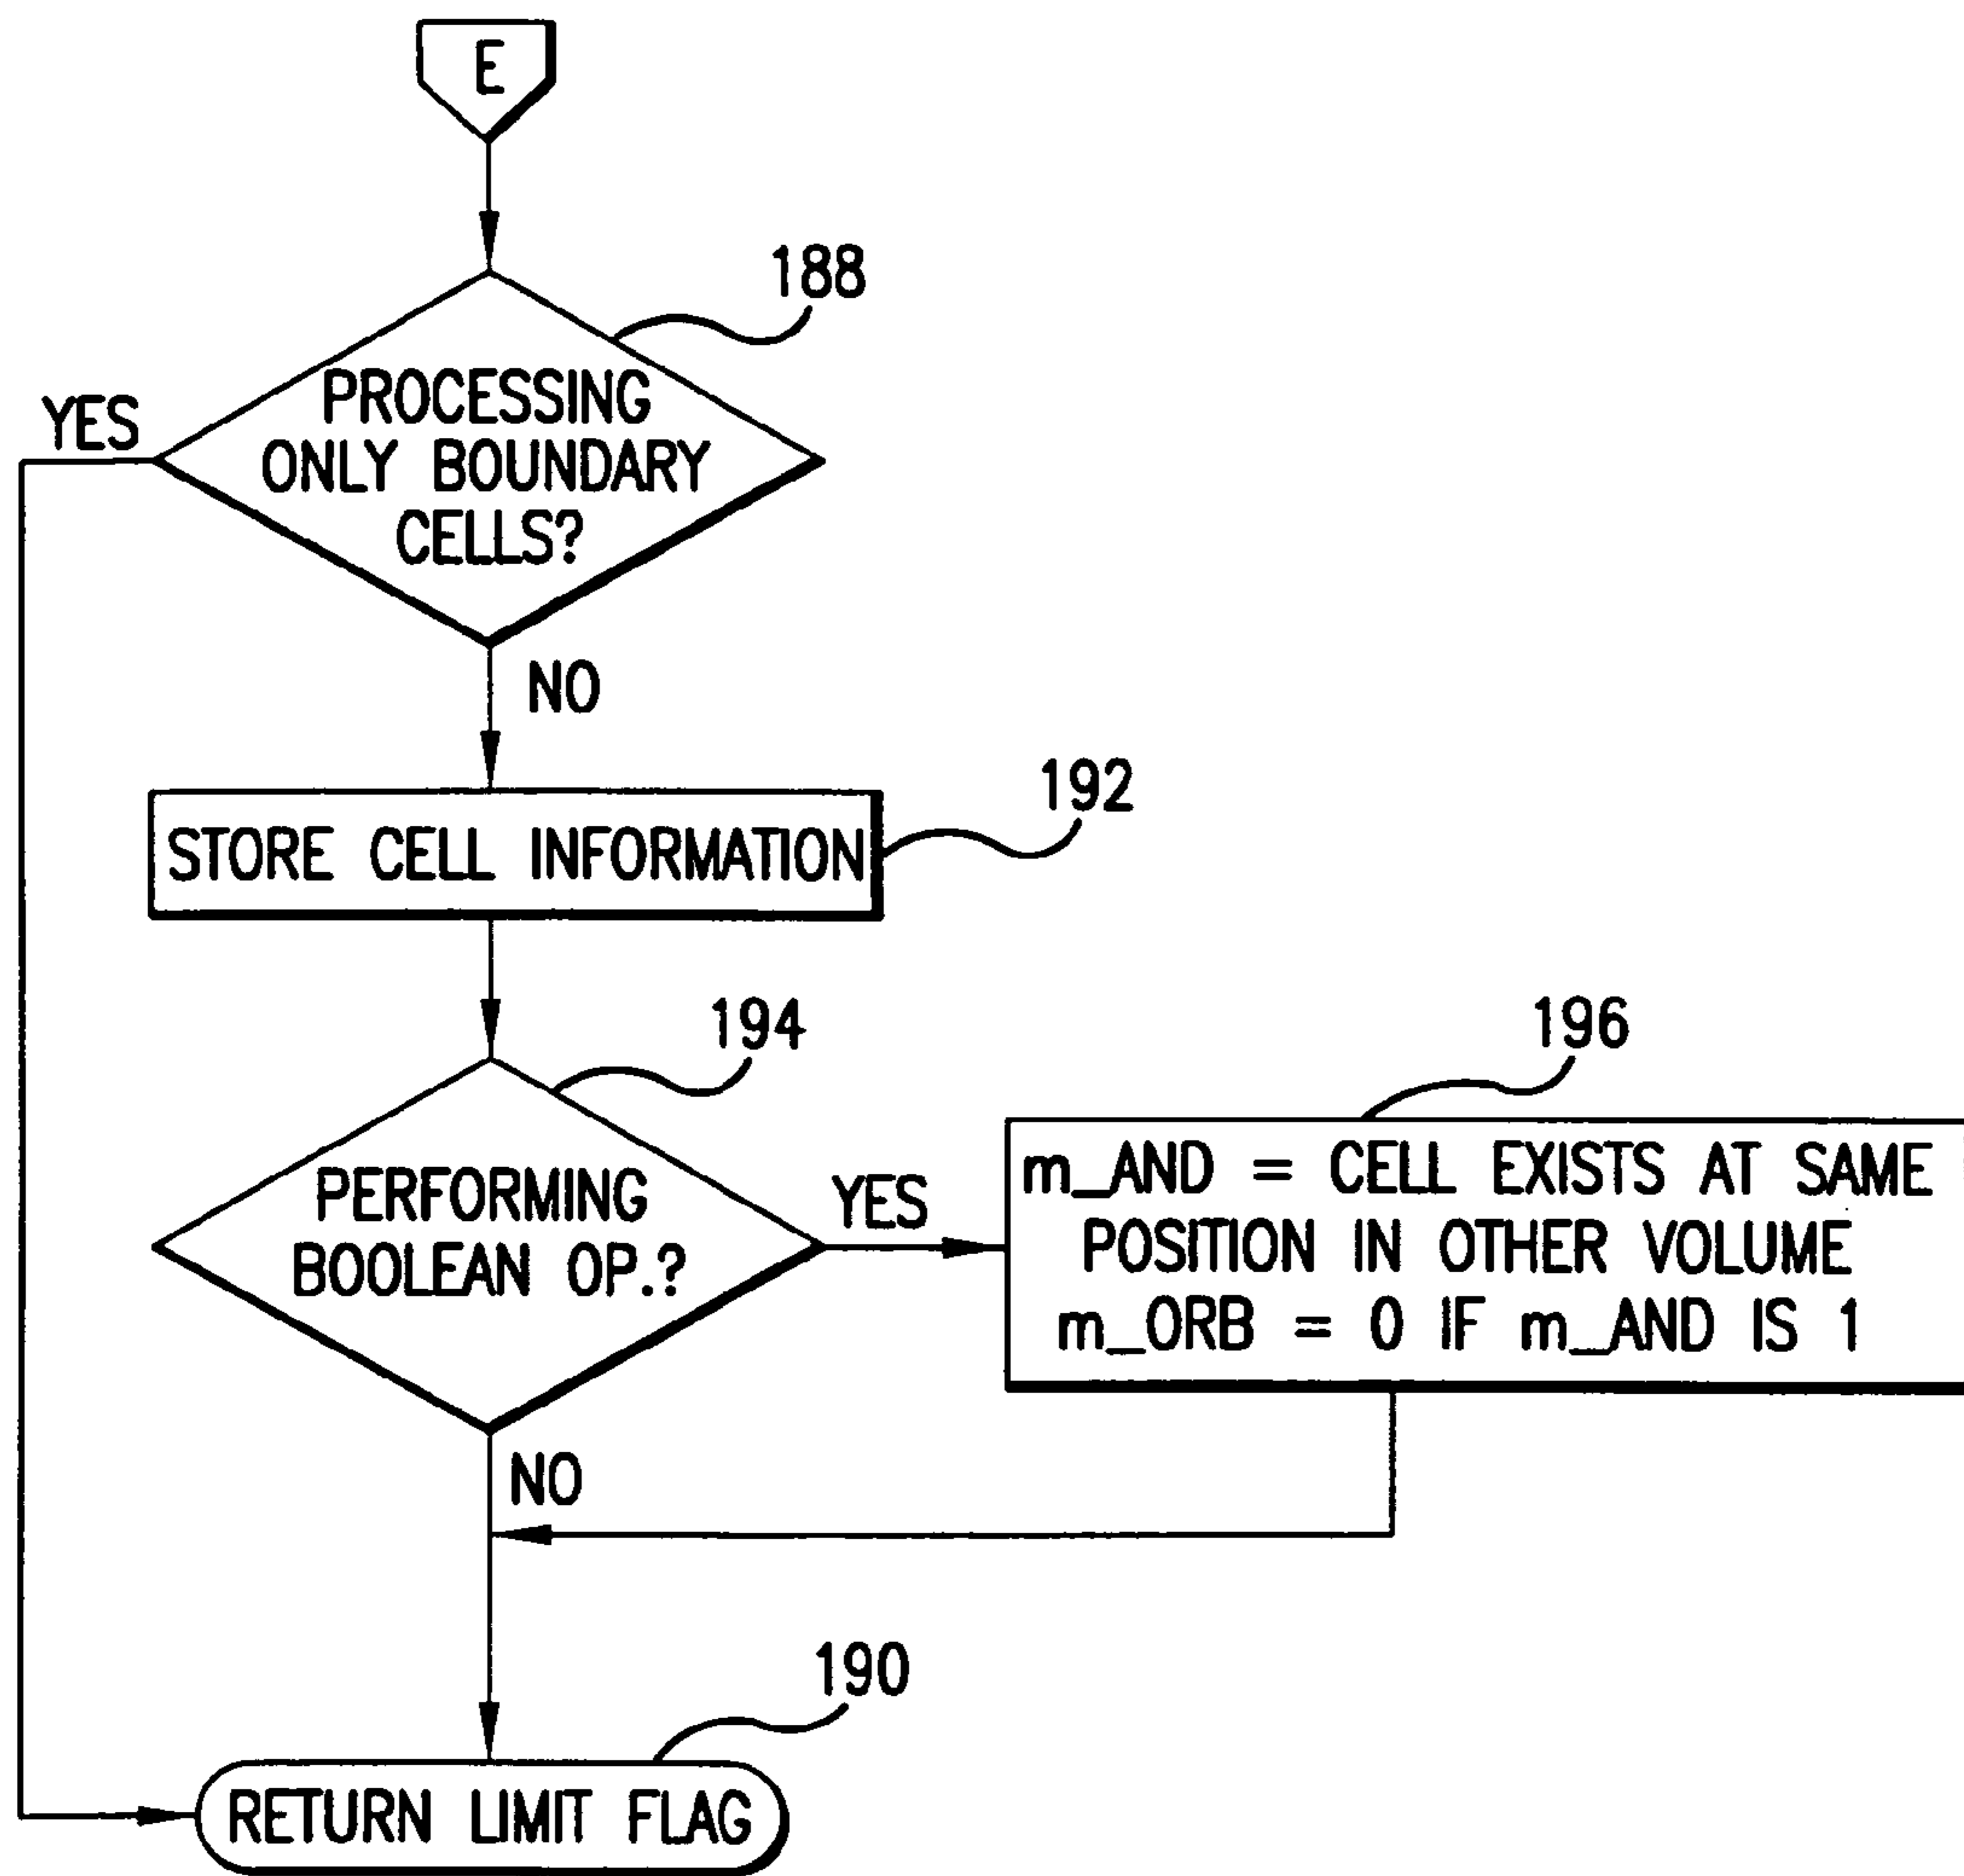 E
188
PROCESSING
ONLY BOUNDARY
CELLS?
YES
NO
192
STORE CELL INFORMATION
194
PERFORMING
BOOLEAN OP.?
YES
NO
196
m_AND = CELL EXISTS AT SAME
POSITION IN OTHER VOLUME
m_ORB = 0 IF m_AND IS 1
190
RETURN LIMIT FLAG